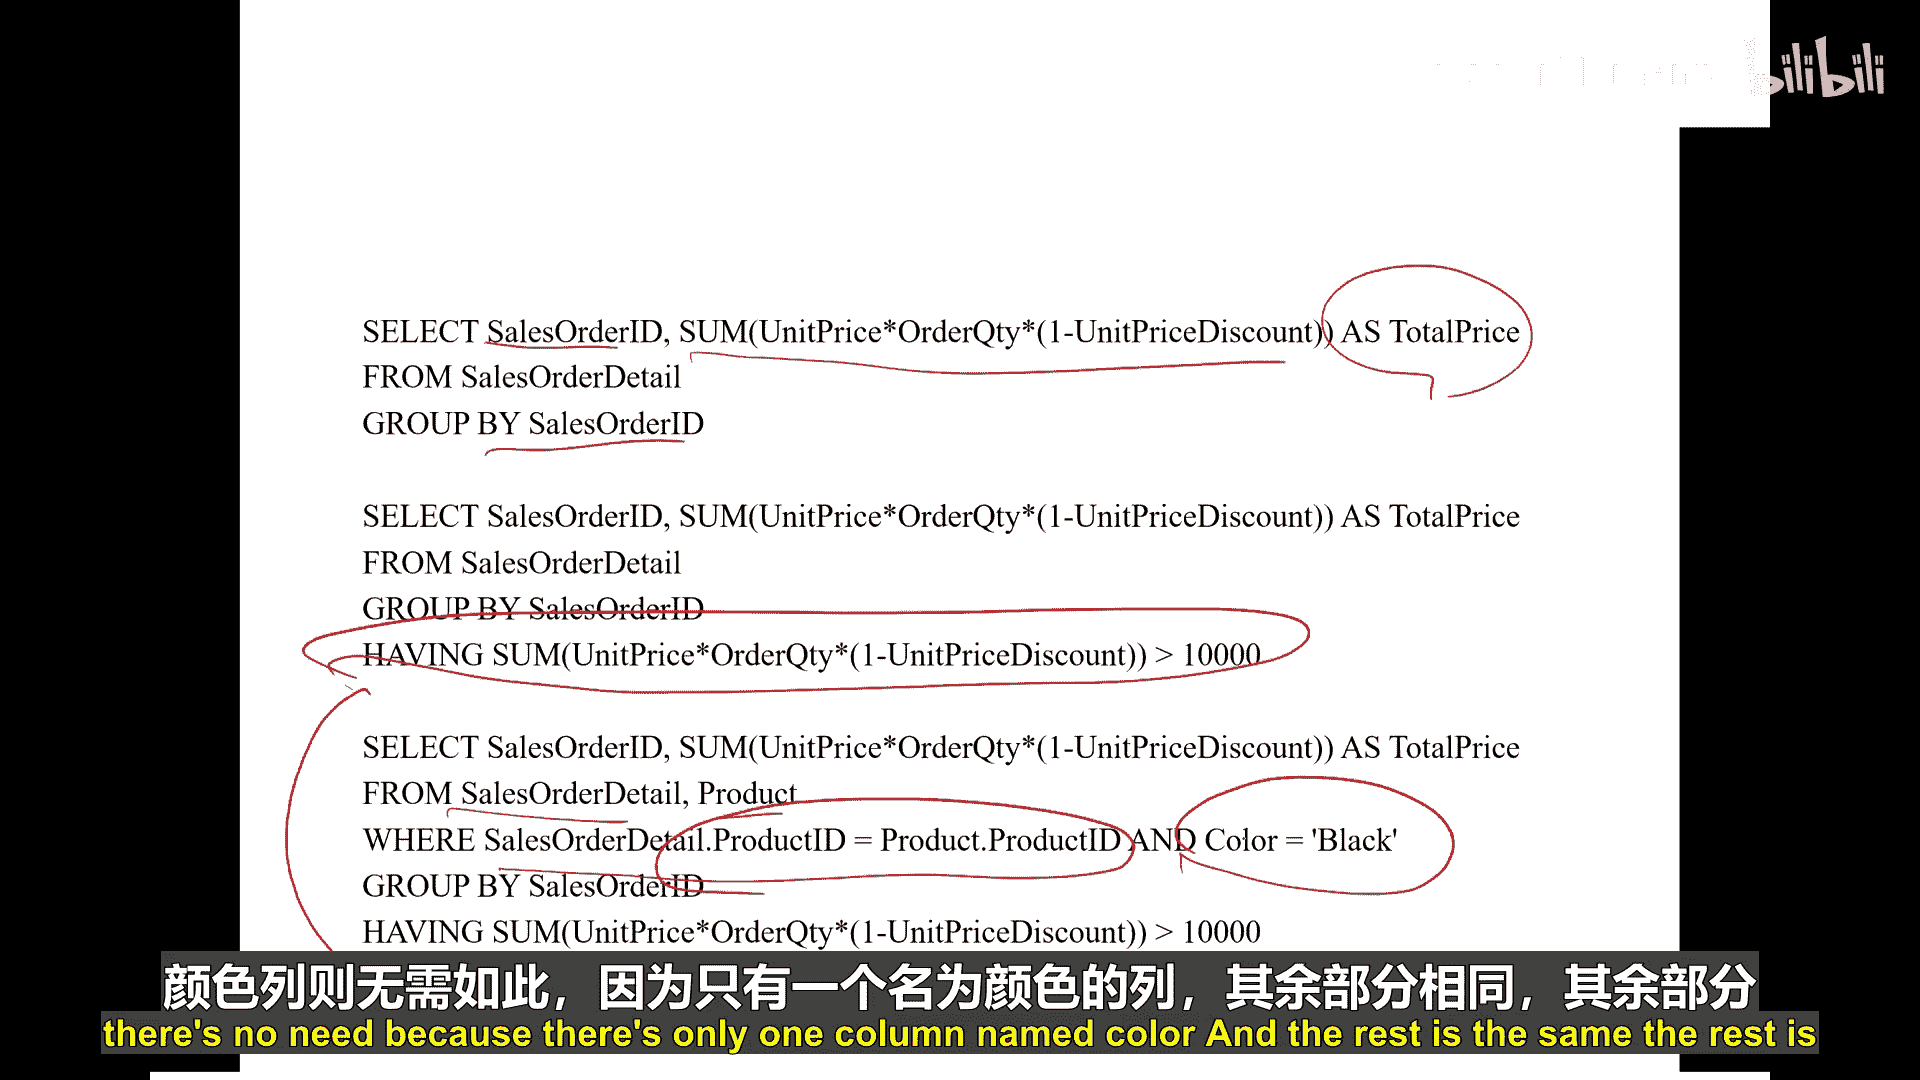 bilibili
SELECT SalesOrderID, SUM(UnitPrice*OrderQty*(1-UnitPriceDiscount)) AS TotalPrice
FROM SalesOrderDetail
GROUP BY SalesOrderID
SELECT SalesOrderID, SUM(UnitPrice*OrderQty*(1-UnitPriceDiscount)) AS TotalPrice
FROM SalesOrderDetail
GROUP BY SalesOrderID
HAVING SUM(UnitPrice*OrderQty*(1-UnitPriceDiscount)) > 10000
SELECT SalesOrderID, SUM(UnitPrice*OrderQty*(1-UnitPriceDiscount)) AS TotalPrice
FROM SalesOrderDetail, Product
WHERE SalesOrderDetail.ProductID = Product.ProductID AND Color = 'Black'
GROUP BY SalesOrderID
HAVING SUM(UnitPrice*OrderQty*(1-UnitPriceDiscount)) > 10000
颜色列则无需如此，因为只有一个名为颜色的列，其余部分相同，其余部分
there's no need because there's only one column named color And the rest is the same the rest is